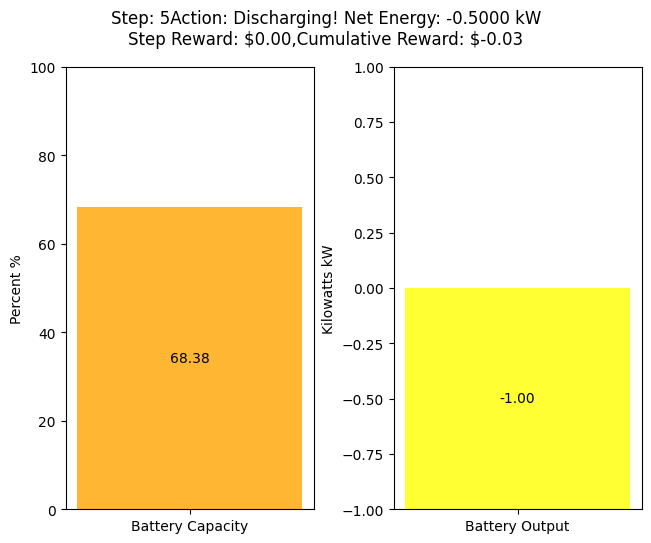 Step: 5Action: Discharging! Net Energy: -0.5000 kW
Step Reward: $0.00,Cumulative Reward: $-0.03
Percent %
100
80
60
40
20
0
68.38
Battery Capacity
Kilowatts kW
1.00
0.75
0.50
0.25
0.00
−0.25
−0.50
−0.75
−1.00
-1.00
Battery Output